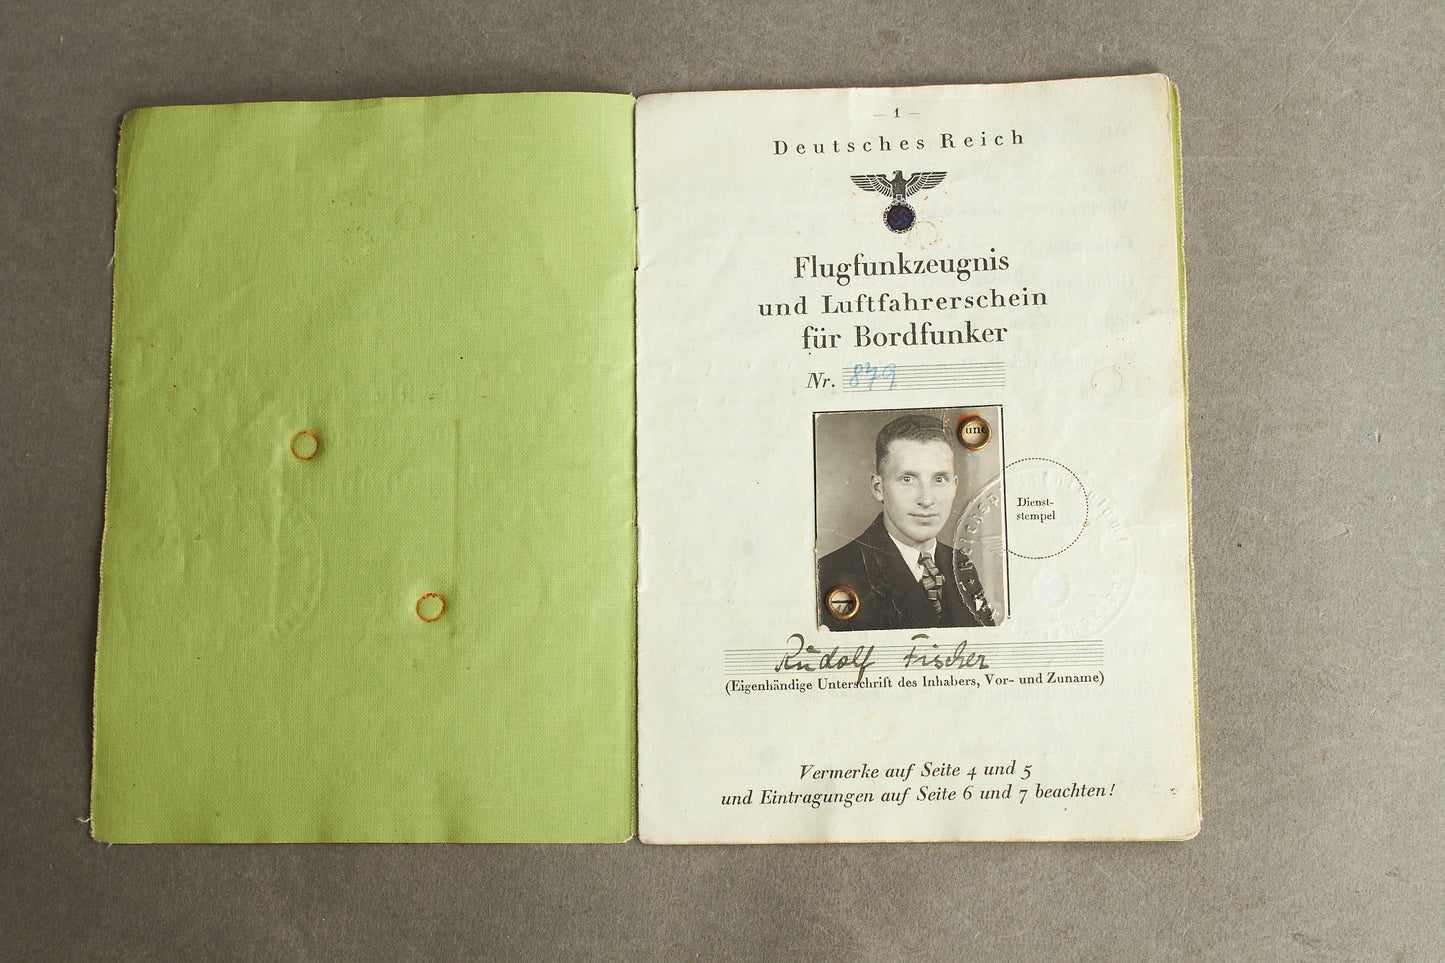 – 1 –
Deutsches Reich
Flugfunkzeugnis
und Luftfahrerschein
für Bordfunker
Nr. 879
Dienst-
stempel
Rudolf Fischer
(Eigenhändige Unterschrift des Inhabers, Vor- und Zuname)
Vermerke auf Seite 4 und 5
und Eintragungen auf Seite 6 und 7 beachten!